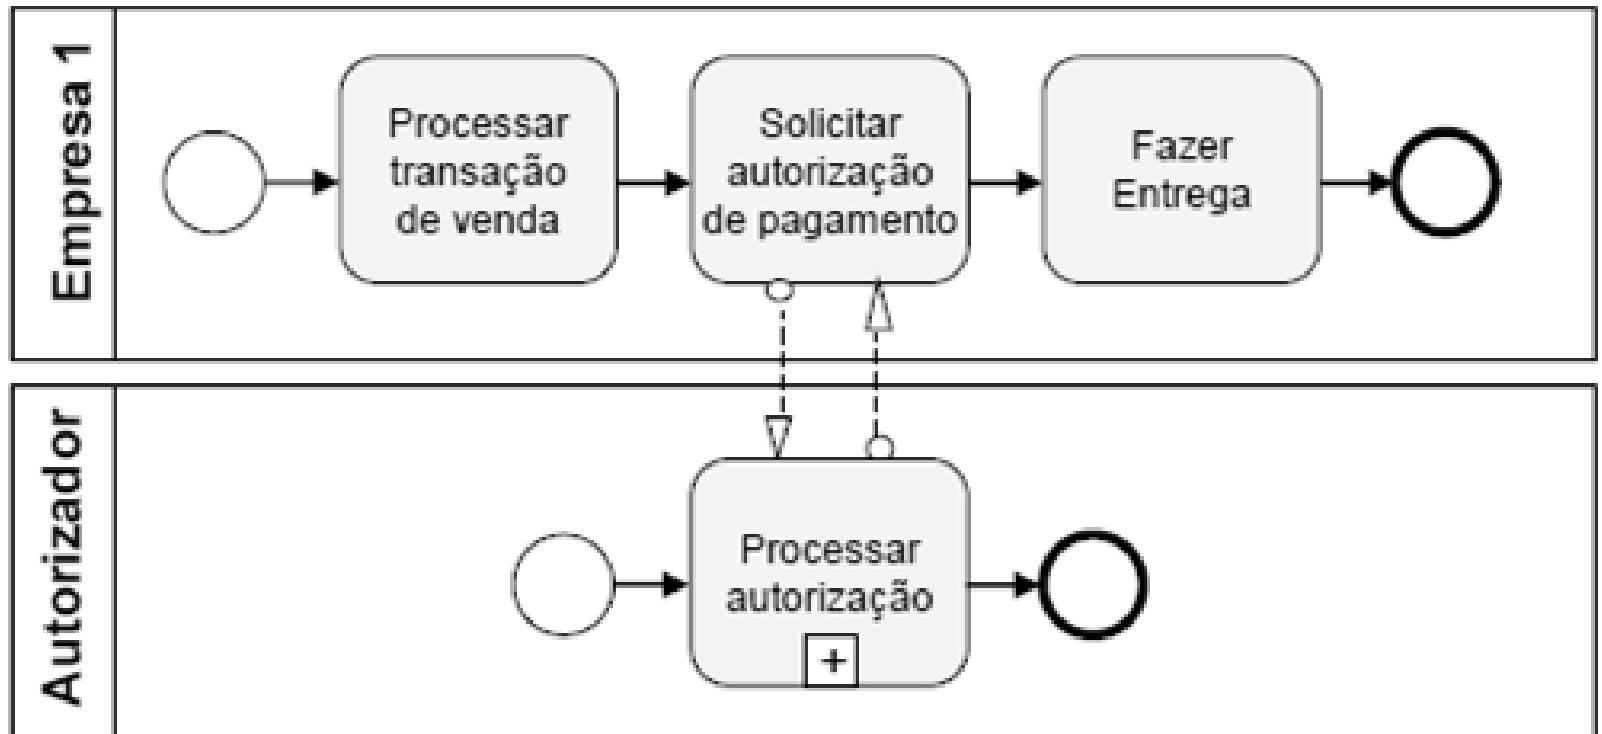 Empresa 1
Processar
transação
de venda
Solicitar
autorização
de pagamento
Fazer
Entrega
Autorizador
Processar
autorização
+